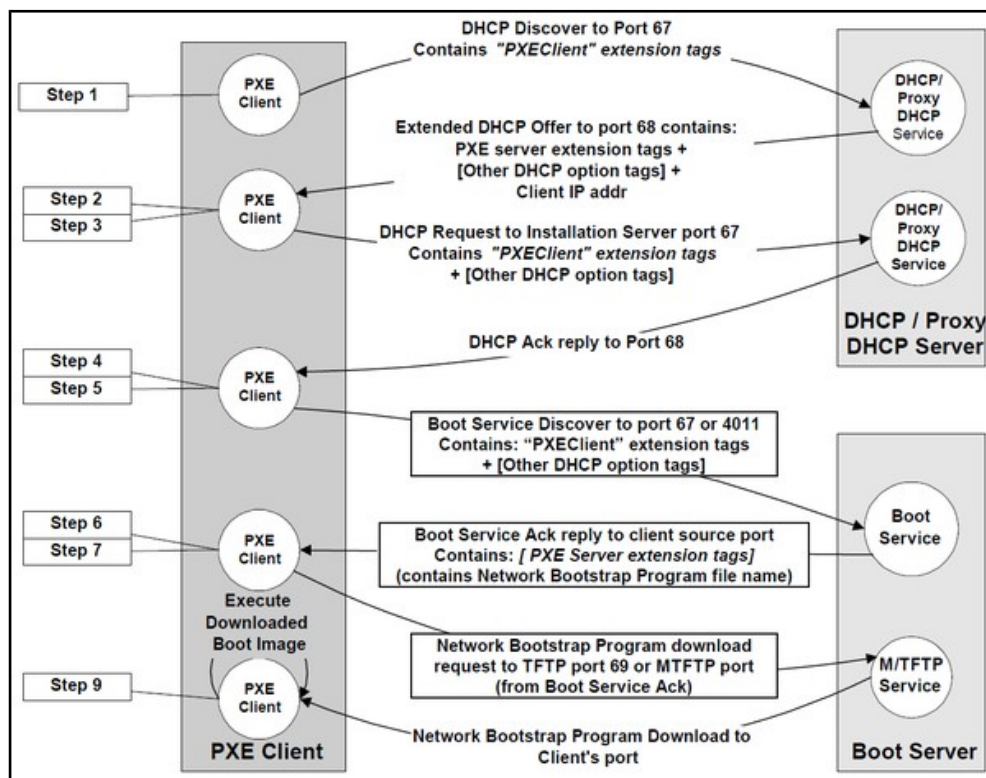 DHCP Discover to Port 67
Contains "PXEClient" extension tags
Step 1
PXE
Client
DHCP/
Proxy
DHCP
Service
Extended DHCP Offer to port 68 contains:
PXE server extension tags +
[Other DHCP option tags] +
Client IP addr
Step 2
Step 3
PXE
Client
DHCP Request to Installation Server port 67
Contains "PXEClient" extension tags
+ [Other DHCP option tags]
DHCP/
Proxy
DHCP
Service
DHCP / Proxy
DHCP Server
DHCP Ack reply to Port 68
Step 4
Step 5
PXE
Client
Boot Service Discover to port 67 or 4011
Contains: “PXEClient” extension tags
+ [Other DHCP option tags]
Step 6
Step 7
PXE
Client
Boot Service Ack reply to client source port
Contains: [ PXE Server extension tags]
(contains Network Bootstrap Program file name)
Boot
Service
Execute
Downloaded
Boot Image
Network Bootstrap Program download
request to TFTP port 69 or MTFTP port
(from Boot Service Ack)
M/TFTP
Service
Step 9
PXE
Client
Network Bootstrap Program Download to
Client's port
PXE Client
Boot Server